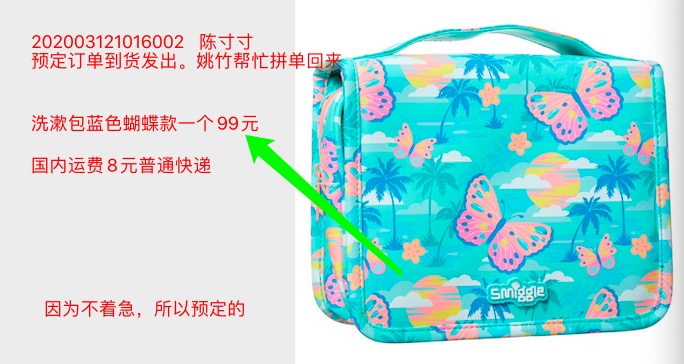 202003121016002 陈寸寸
预定订单到货发出。姚竹帮忙拼单回来
洗漱包蓝色蝴蝶款一个99元
国内运费8元普通快递
因为不着急，所以预定的
Smiggle